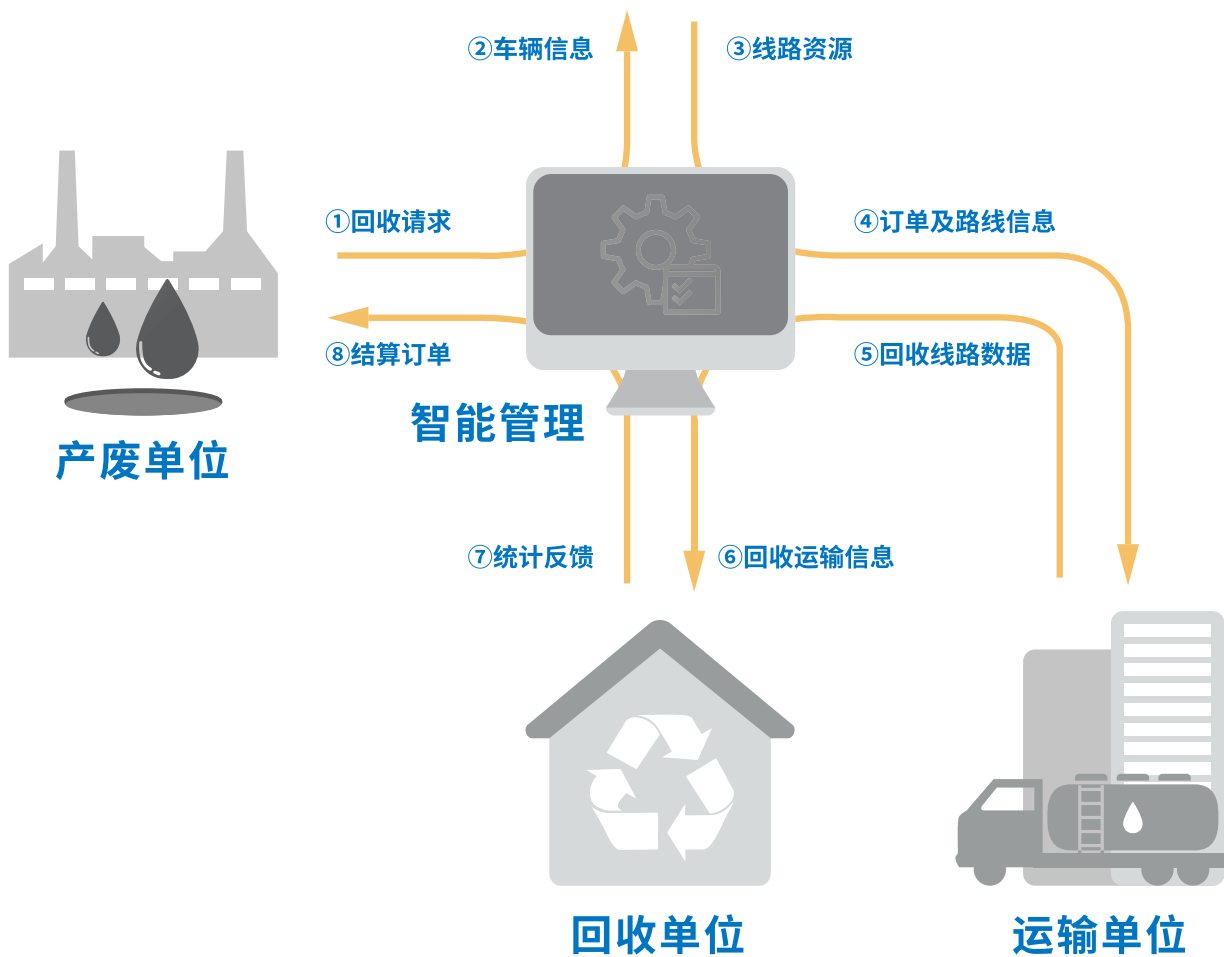 ②车辆信息
③线路资源
①回收请求
④订单及路线信息
⑧结算订单
⑤回收线路数据
智能管理
产废单位
⑦统计反馈
⑥回收运输信息
回收单位
运输单位